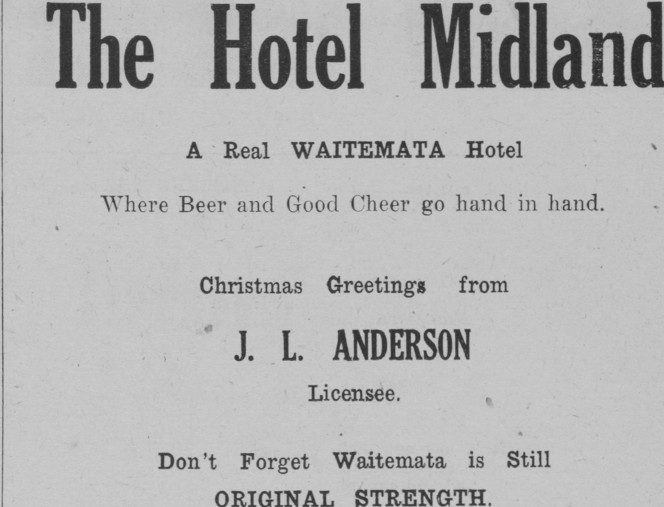 The Hotel Midland
A Real WAITEMATA Hotel
Where Beer and Good Cheer go hand in hand.
Christmas Greetings from
J. L. ANDERSON
Licensee.
Don't Forget Waitemata is Still
ORIGINAL STRENGTH.